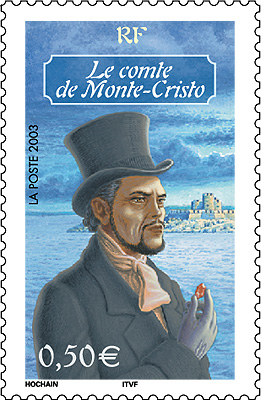 RF
Le comte
de Monte-Cristo
LA POSTE 2003
0,50€
HOCHAIN
ITVF